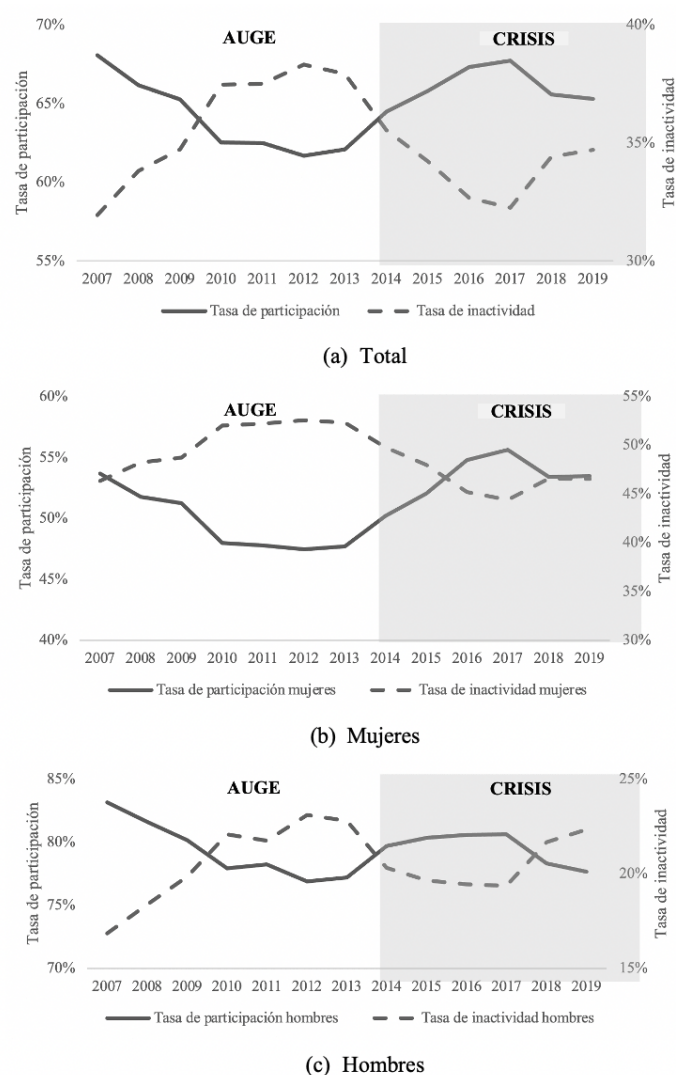 AUGE
CRISIS
Tasa de participación
Tasa de inactividad
70%
65%
60%
55%
40%
35%
30%
2007 2008 2009 2010 2011 2012 2013 2014 2015 2016 2017 2018 2019
Tasa de participación Tasa de inactividad
(a) Total
AUGE
CRISIS
Tasa de participación
Tasa de inactividad
60%
55%
50%
45%
40%
55%
50%
45%
40%
35%
30%
2007 2008 2009 2010 2011 2012 2013 2014 2015 2016 2017 2018 2019
Tasa de participación mujeres Tasa de inactividad mujeres
(b) Mujeres
AUGE
CRISIS
Tasa de participación
Tasa de inactividad
85%
80%
75%
70%
25%
20%
15%
2007 2008 2009 2010 2011 2012 2013 2014 2015 2016 2017 2018 2019
Tasa de participación hombres Tasa de inactividad hombres
(c) Hombres